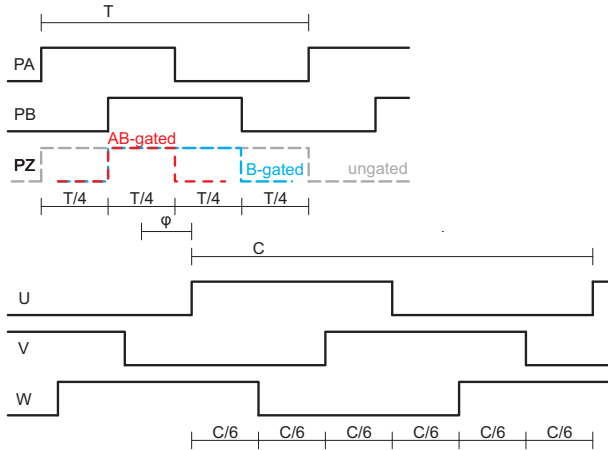 T
PA
PB
AB-gated
PZ
B-gated
ungated
T/4 T/4 T/4 T/4
φ
C
U
V
W
C/6 C/6 C/6 C/6 C/6 C/6